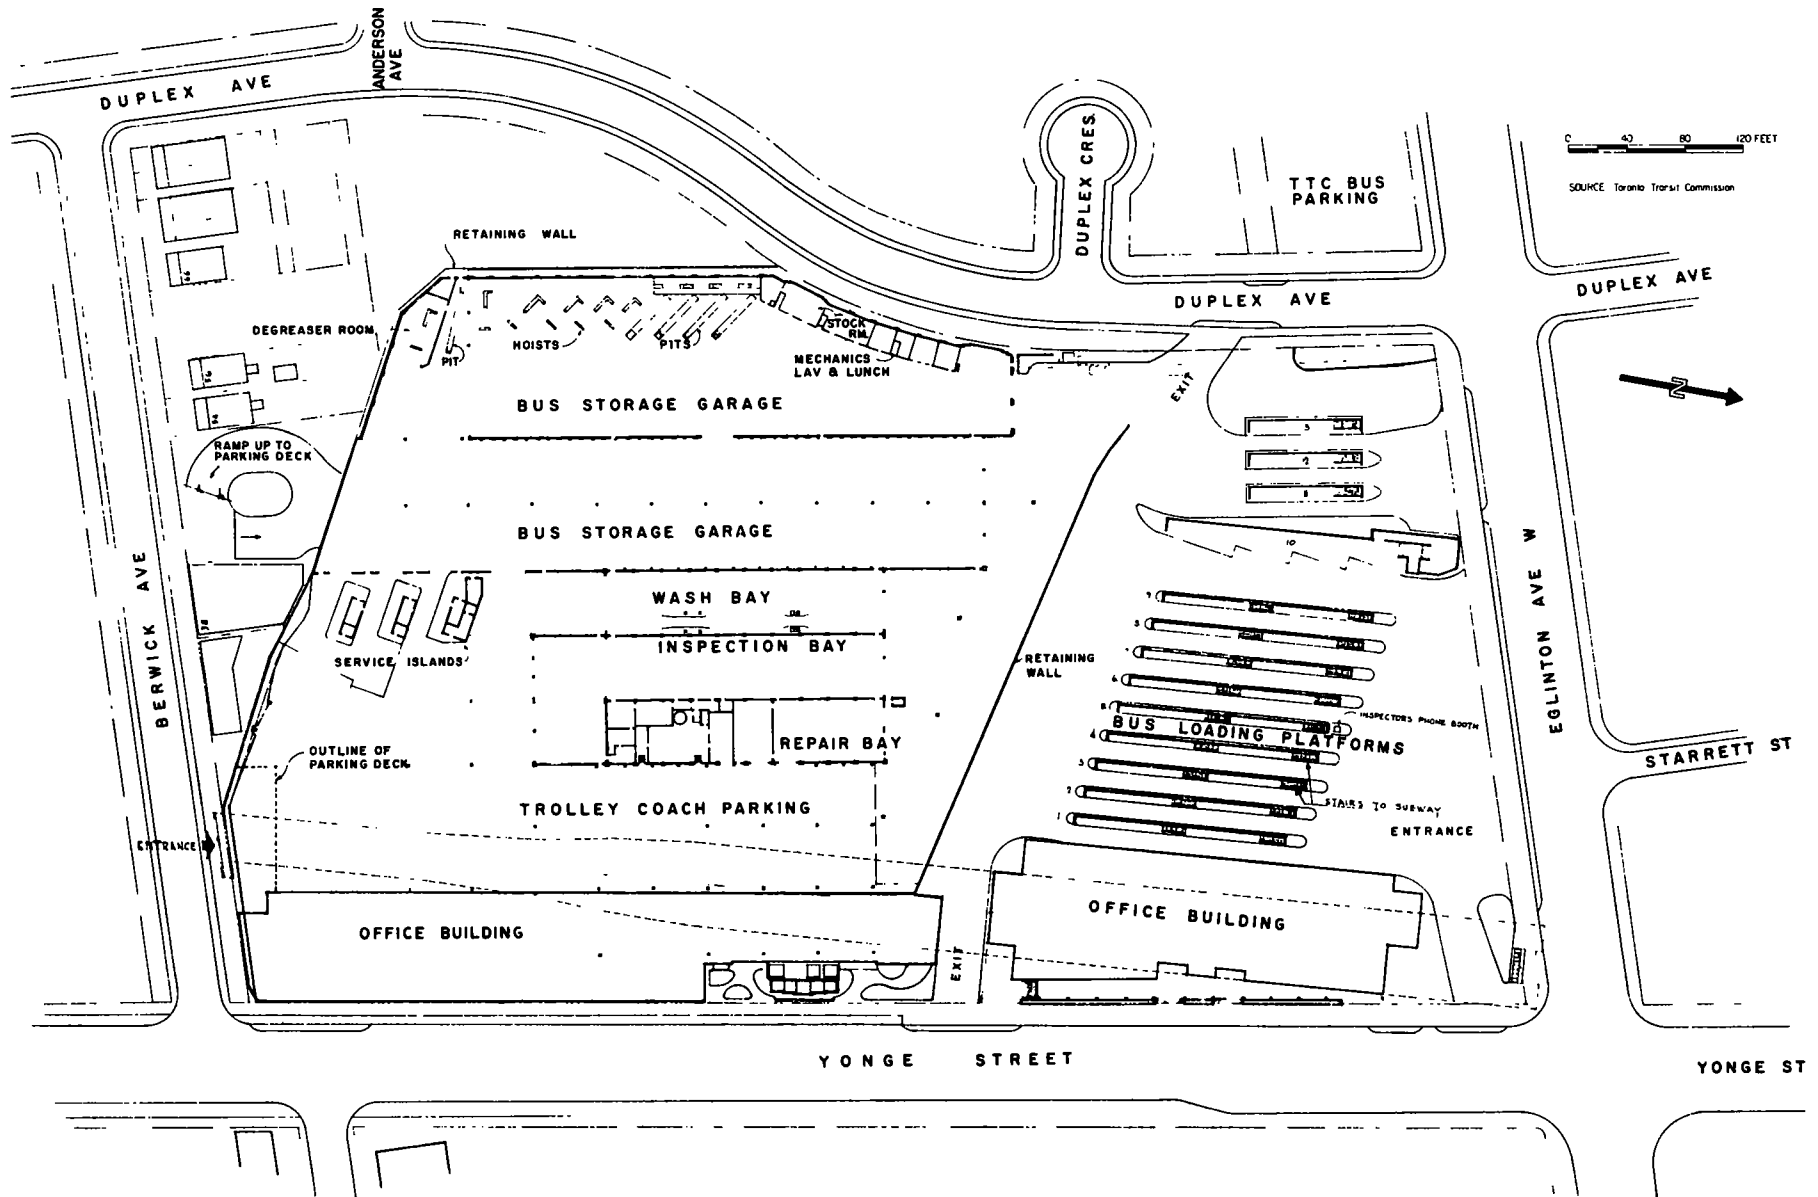 ANDERSON
AVE
DUPLEX AVE
DUPLEX CRES.
0 40 80 120 FEET
SOURCE Toronto Transit Commission
TTC BUS
PARKING
RETAINING WALL
DUPLEX AVE
DUPLEX AVE
DEGREASER ROOM
HOISTS
PITS
PIT
STOCK
RM.
MECHANICS
LAV & LUNCH
EXIT
N
BUS STORAGE GARAGE
RAMP UP TO
PARKING DECK
BUS STORAGE GARAGE
BERWICK AVE
WASH BAY
INSPECTION BAY
SERVICE ISLANDS
RETAINING
WALL
EGLINTON AVE W
INSPECTORS PHONE BOOTH
BUS LOADING PLATFORMS
REPAIR BAY
OUTLINE OF
PARKING DECK
STARRETT ST
TROLLEY COACH PARKING
STAIRS TO SUBWAY
ENTRANCE
ENTRANCE
OFFICE BUILDING
OFFICE BUILDING
EXIT
YONGE STREET
YONGE ST